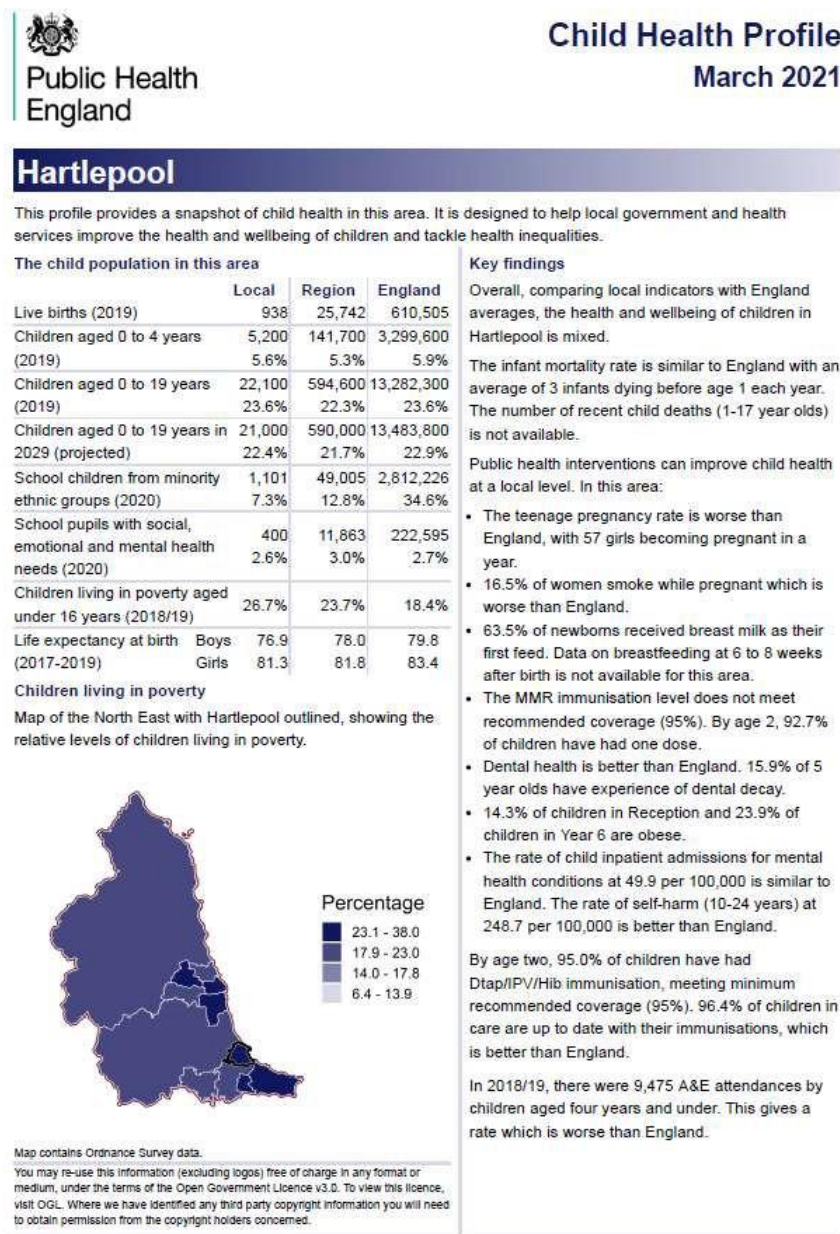 Public Health
England
Child Health Profile
March 2021
Hartlepool
This profile provides a snapshot of child health in this area. It is designed to help local government and health
services improve the health and wellbeing of children and tackle health inequalities.
The child population in this area
Local Region England
Live births (2019) 938 25,742 610,505
Children aged 0 to 4 years 5,200 141,700 3,299,600
(2019) 5.6% 5.3% 5.9%
Children aged 0 to 19 years 22,100 594,600 13,282,300
(2019) 23.6% 22.3% 23.6%
Children aged 0 to 19 years in 21,000 590,000 13,483,800
2029 (projected) 22.4% 21.7% 22.9%
School children from minority 1,101 49,005 2,812,226
ethnic groups (2020) 7.3% 12.8% 34.6%
School pupils with social,
emotional and mental health
needs (2020)
400 11,863 222,595
2.6% 3.0% 2.7%
Children living in poverty aged
under 16 years (2018/19)
26.7% 23.7% 18.4%
Life expectancy at birth Boys 76.9 78.0 79.8
(2017-2019) Girls 81.3 81.8 83.4
Children living in poverty
Map of the North East with Hartlepool outlined, showing the
relative levels of children living in poverty.
Percentage
23.1 - 38.0
17.9 - 23.0
14.0 - 17.8
6.4 - 13.9
Map contains Ordnance Survey data.
You may re-use this information (excluding logos) free of charge in any format or
medium, under the terms of the Open Government Licence v3.0. To view this licence,
visit OGL. Where we have identified any third party copyright information you will need
to obtain permission from the copyright holders concerned.
Key findings
Overall, comparing local indicators with England
averages, the health and wellbeing of children in
Hartlepool is mixed.
The infant mortality rate is similar to England with an
average of 3 infants dying before age 1 each year.
The number of recent child deaths (1-17 year olds)
is not available.
Public health interventions can improve child health
at a local level. In this area:
• The teenage pregnancy rate is worse than
England, with 57 girls becoming pregnant in a
year.
• 16.5% of women smoke while pregnant which is
worse than England.
• 63.5% of newborns received breast milk as their
first feed. Data on breastfeeding at 6 to 8 weeks
after birth is not available for this area.
• The MMR immunisation level does not meet
recommended coverage (95%). By age 2, 92.7%
of children have had one dose.
• Dental health is better than England. 15.9% of 5
year olds have experience of dental decay.
• 14.3% of children in Reception and 23.9% of
children in Year 6 are obese.
• The rate of child inpatient admissions for mental
health conditions at 49.9 per 100,000 is similar to
England. The rate of self-harm (10-24 years) at
248.7 per 100,000 is better than England.
By age two, 95.0% of children have had
Dtap/IPV/Hib immunisation, meeting minimum
recommended coverage (95%). 96.4% of children in
care are up to date with their immunisations, which
is better than England.
In 2018/19, there were 9,475 A&E attendances by
children aged four years and under. This gives a
rate which is worse than England.